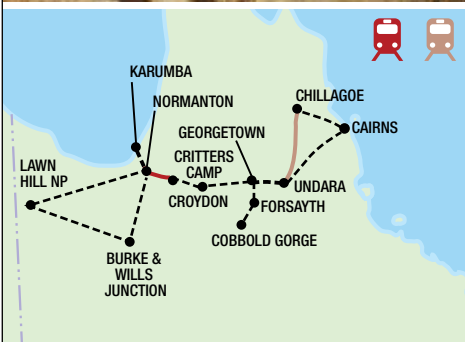 KARUMBA
NORMANTON
CHILLAGOE
GEORGETOWN
CAIRNS
CRITTERS
CAMP
LAWN
HILL NP
UNDARA
CROYDON
FORSAYTH
COBBOLD GORGE
BURKE &
WILLS
JUNCTION